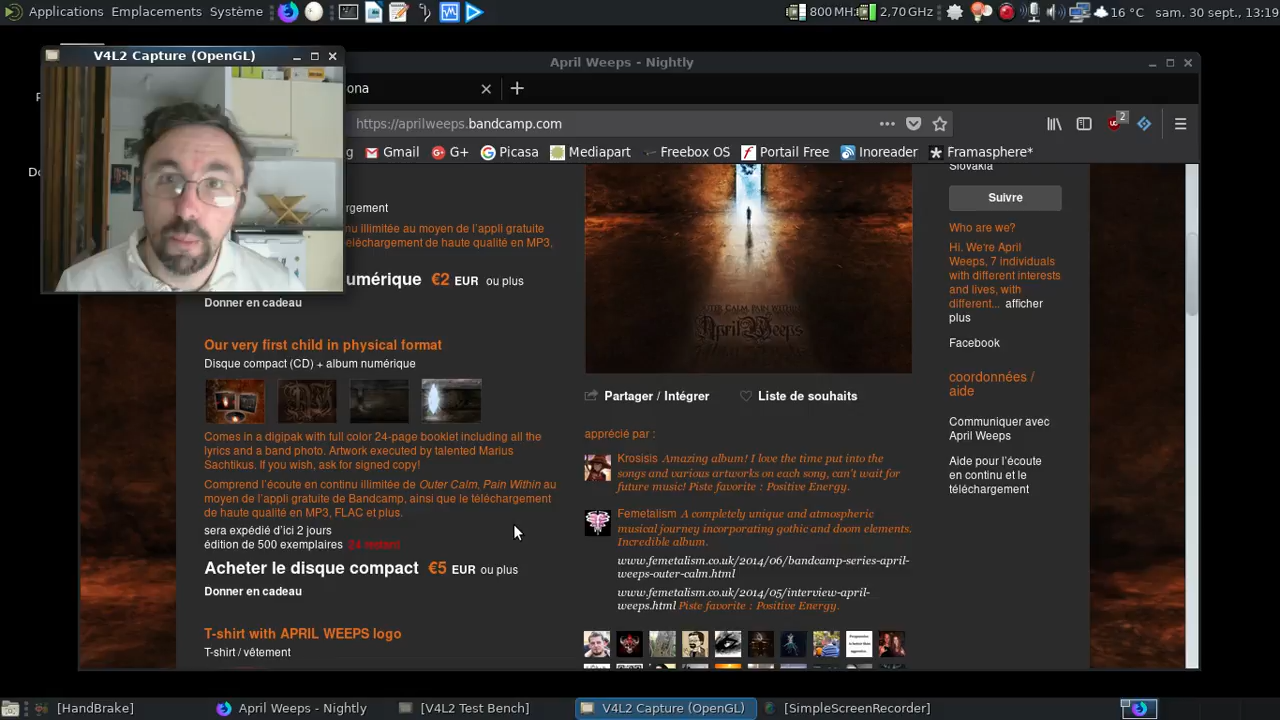 Applications Emplacements Système
800 MH 2,70 GHz 16 °C sam. 30 sept., 13:19
V4L2 Capture (OpenGL)
April Weeps - Nightly
ona
https://aprilweeps.bandcamp.com
2
g Gmail G+ Picasa Mediapart Freebox OS Portail Free Inoreader Framasphere*
rgement
nu illimitée au moyen de l'appli gratuite
téléchargement de haute qualité en MP3,
umérique €2 EUR ou plus
Donner en cadeau
Our very first child in physical format
Disque compact (CD) + album numérique
Comes in a digipak with full color 24-page booklet including all the
lyrics and a band photo. Artwork executed by talented Marius
Sachtikus. If you wish, ask for signed copy!
Comprend l'écoute en continu illimitée de Outer Calm, Pain Within au
moyen de l'appli gratuite de Bandcamp, ainsi que le téléchargement
de haute qualité en MP3, FLAC et plus.
sera expédié d'ici 2 jours
édition de 500 exemplaires 24 restant
Acheter le disque compact €5 EUR ou plus
Donner en cadeau
T-shirt with APRIL WEEPS logo
T-shirt / vêtement
OUTER CALM PAIN WITHIN
April Weeps
Partager / Intégrer Liste de souhaits
apprécié par :
Krosisis Amazing album! I love the time put into the
songs and various artworks on each song, can't wait for
future music! Piste favorite : Positive Energy.
Femetalism A completely unique and atmospheric
musical journey incorporating gothic and doom elements.
Incredible album.
www.femetalism.co.uk/2014/06/bandcamp-series-april-
weeps-outer-calm.html
www.femetalism.co.uk/2014/05/interview-april-
weeps.html Piste favorite : Positive Energy.
Slovakia
Suivre
Who are we?
Hi. We're April
Weeps, 7 individuals
with different interests
and lives, with
different... afficher
plus
Facebook
coordonnées /
aide
Communiquer avec
April Weeps
Aide pour l'écoute
en continu et le
téléchargement
[HandBrake] April Weeps - Nightly [V4L2 Test Bench] V4L2 Capture (OpenGL) [SimpleScreenRecorder]